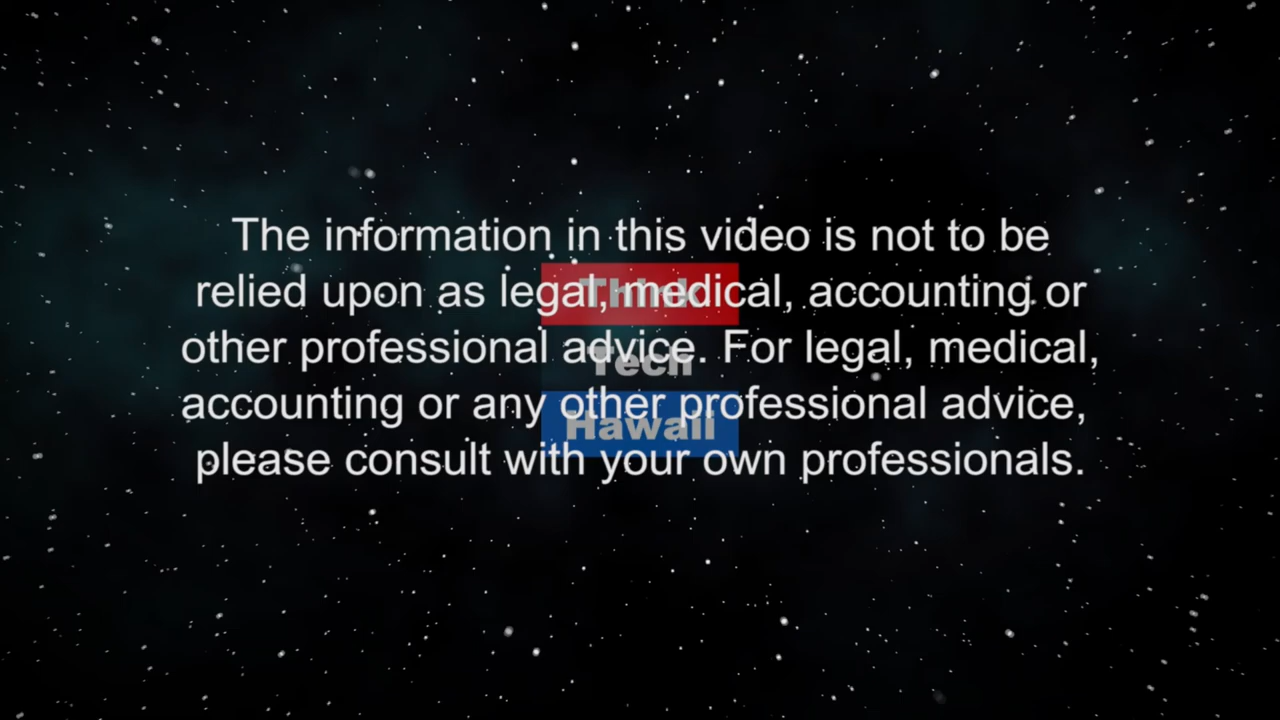 The information in this video is not to be
relied upon as legal, medical, accounting or
other professional advice. For legal, medical,
accounting or any other professional advice,
please consult with your own professionals.
Think
Tech
Hawaii